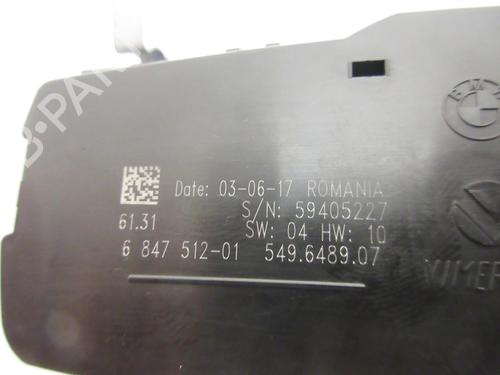 BMW
Date: 03-06-17 ROMANIA
S/N: 59405227
61.31
SW: 04 HW: 10
6 847 512-01 549.6489.07